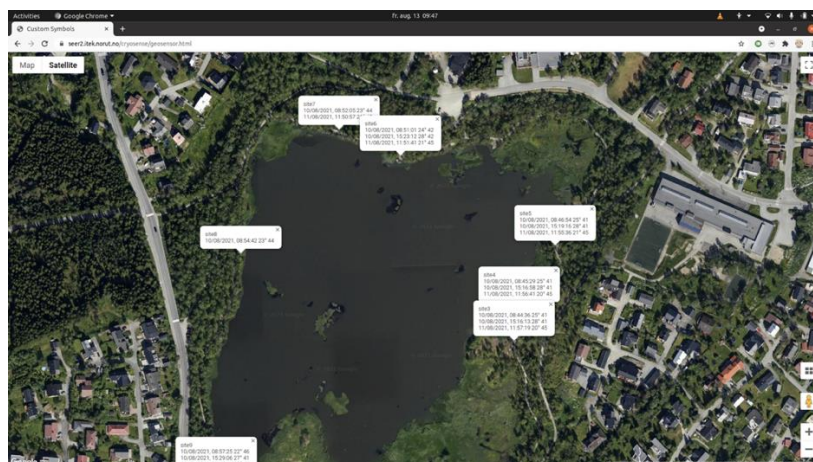 Activities
Google Chrome
fr. aug. 13 09:47
Custom Symbols
seer2.itek.norut.no/cryosense/geosensor.html
Map
Satellite
site7
10/08/2021, 08:52:03 23° 44
11/08/2021, 11:50:57
site6
10/08/2021, 08:51:01 24° 42
10/08/2021, 15:23:12 28° 42
11/08/2021, 11:51:41 21° 45
site5
10/08/2021, 08:46:54 25° 41
10/08/2021, 15:19:16 28° 41
11/08/2021, 11:55:36 21° 45
site8
10/08/2021, 08:54:42 23° 44
site4
10/08/2021, 08:45:29 25° 41
10/08/2021, 15:16:58 28° 41
11/08/2021, 11:56:41 20° 45
site3
10/08/2021, 08:44:36 25° 41
10/08/2021, 15:16:13 28° 41
11/08/2021, 11:57:19 20° 45
site9
10/08/2021, 08:57:25 22° 46
10/08/2021, 15:29:06 27° 41